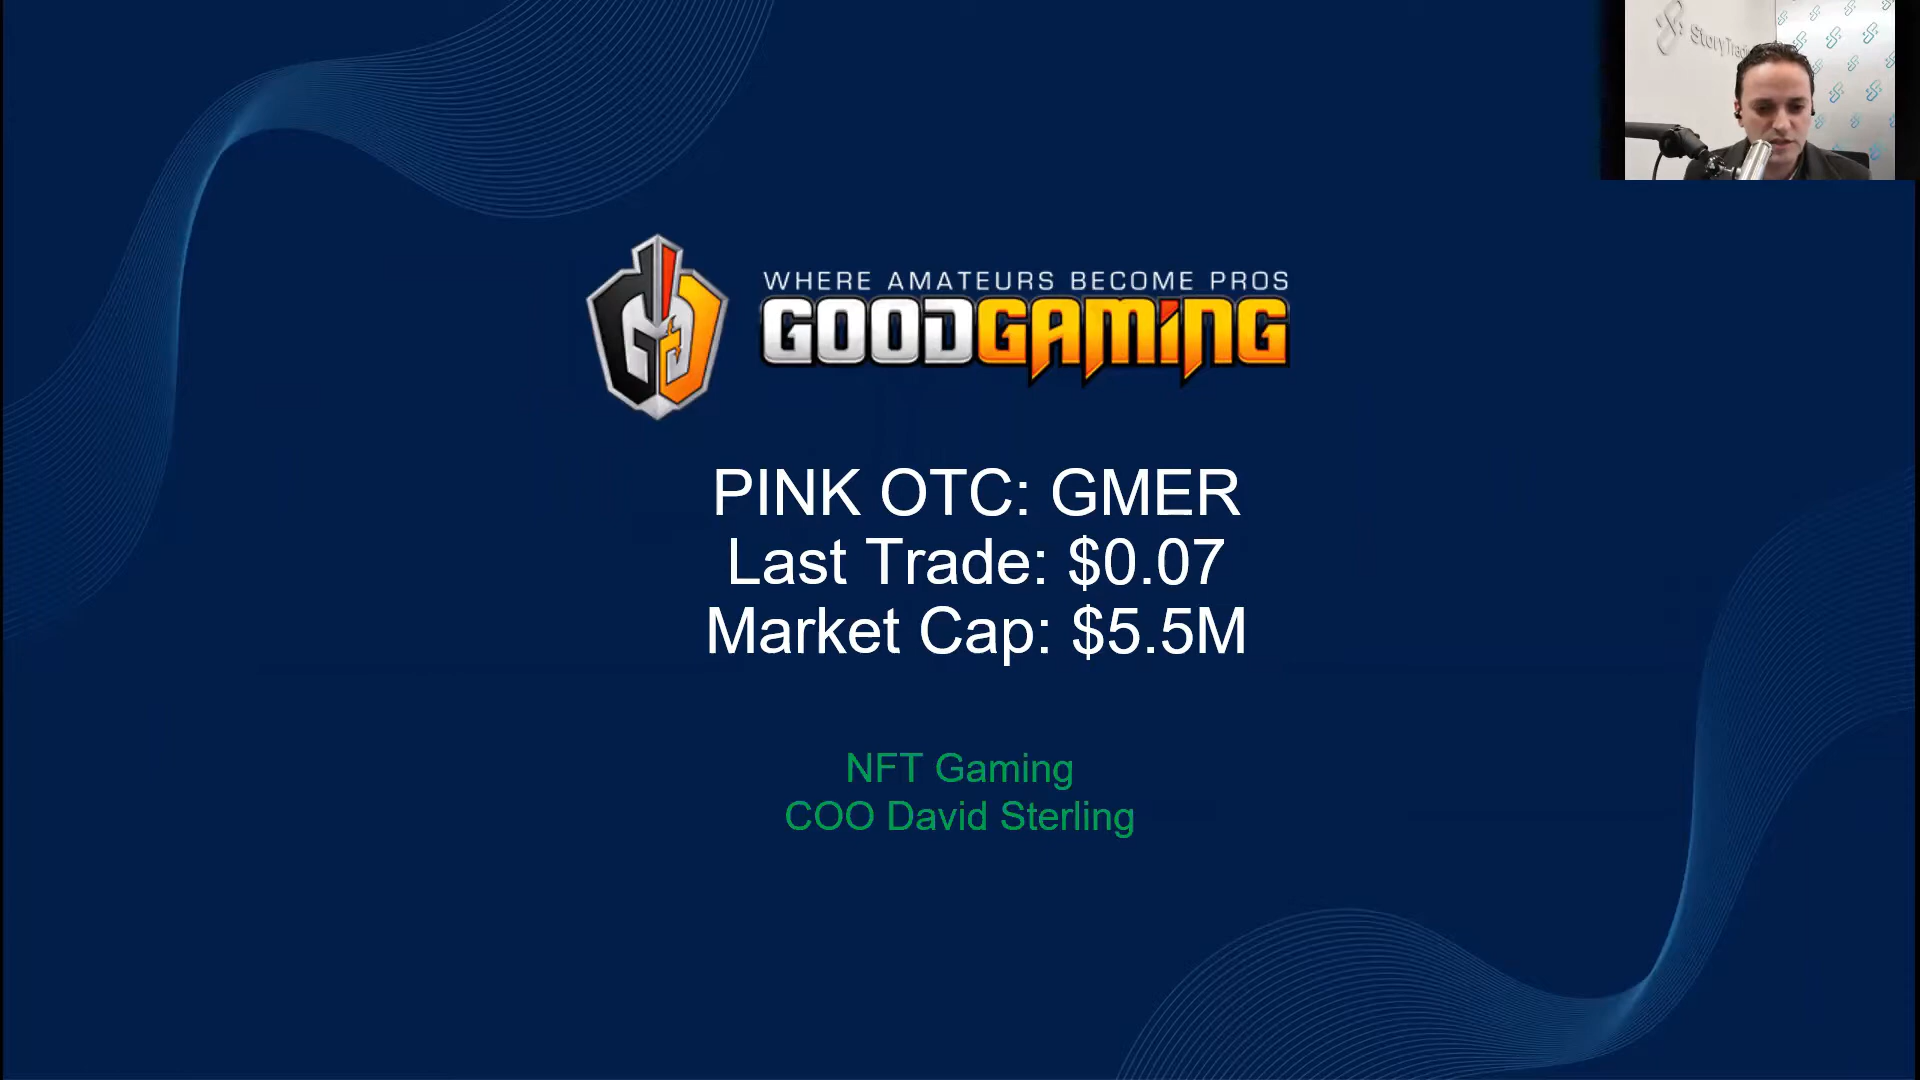 WHERE AMATEURS BECOME PROS
GOODGAMING
PINK OTC: GMER
Last Trade: $0.07
Market Cap: $5.5M
NFT Gaming
COO David Sterling